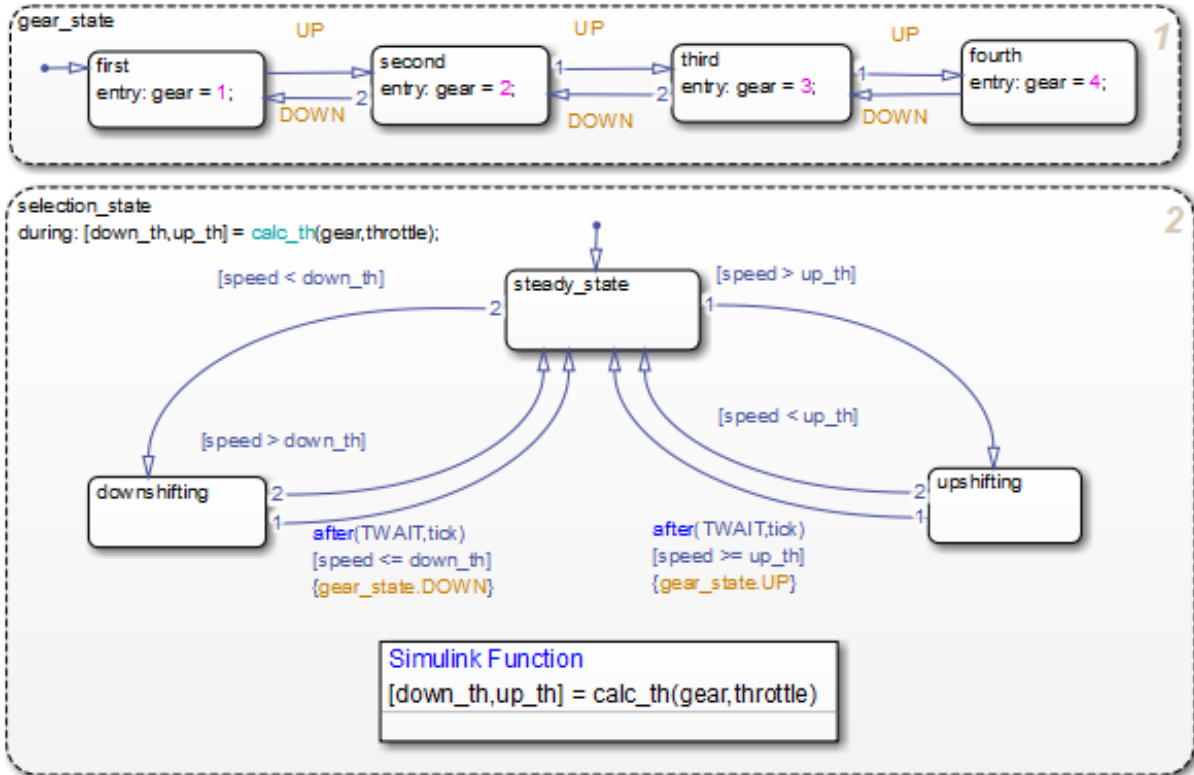 gear_state
1
UP
UP
UP
first
entry: gear = 1;
second
entry: gear = 2;
third
entry: gear = 3;
fourth
entry: gear = 4;
1
2
1
2
1
DOWN
DOWN
DOWN
selection_state
2
during: [down_th,up_th] = calc_th(gear,throttle);
[speed < down_th]
steady_state
[speed > up_th]
2
1
[speed > down_th]
[speed < up_th]
downshifting
upshifting
2
1
2
1
after(TWAIT,tick)
[speed <= down_th]
{gear_state.DOWN}
after(TWAIT,tick)
[speed >= up_th]
{gear_state.UP}
Simulink Function
[down_th,up_th] = calc_th(gear,throttle)